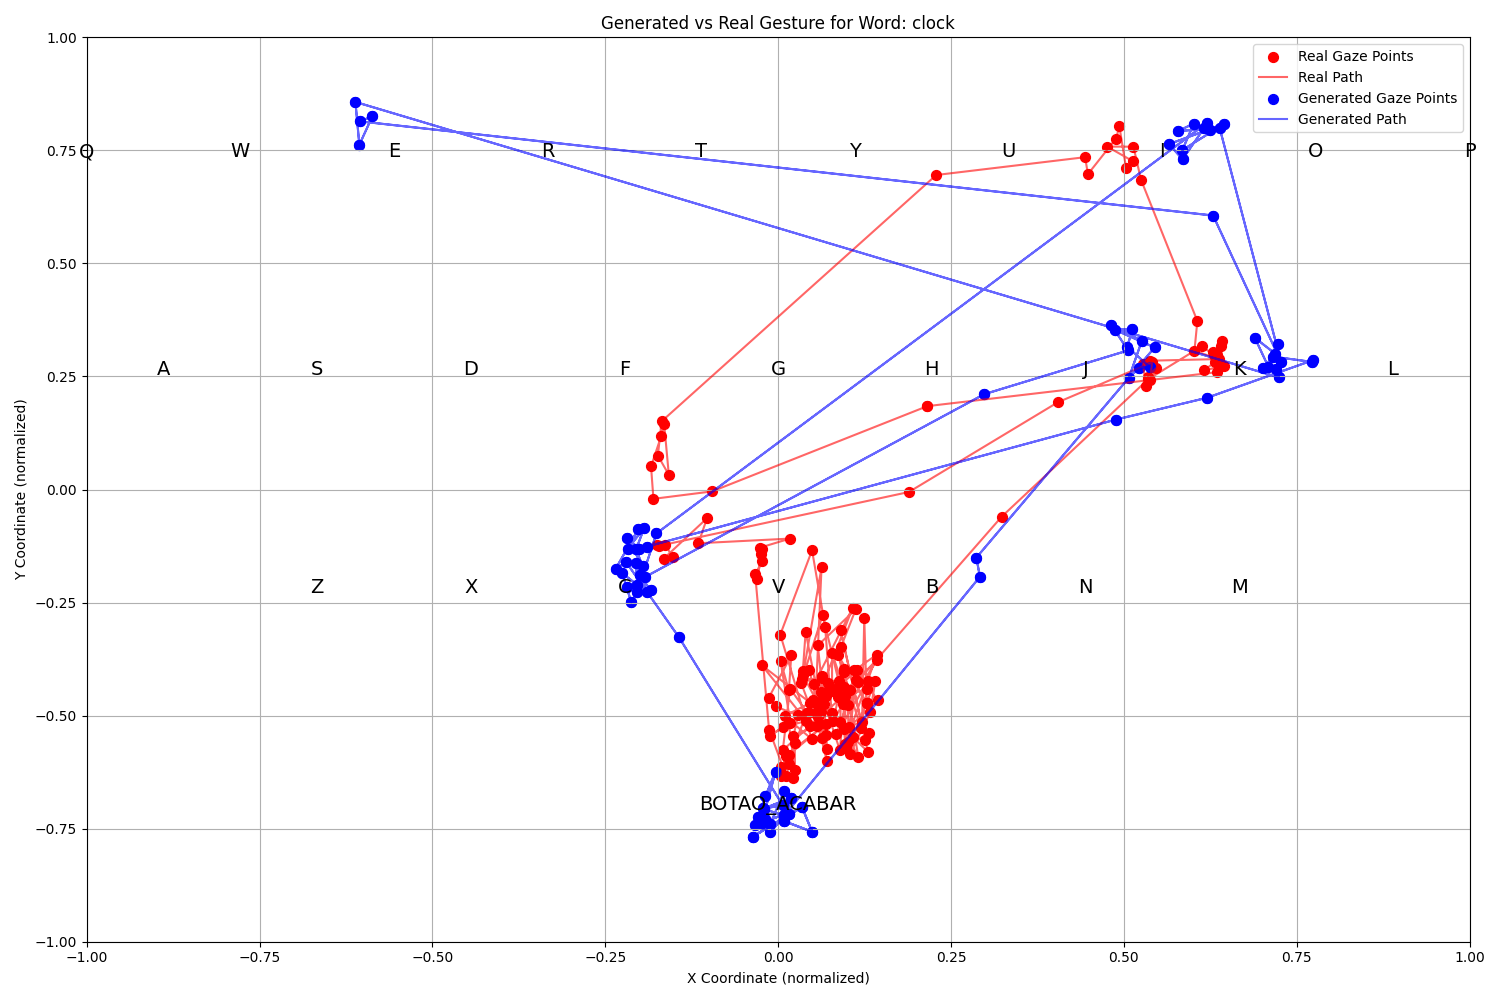 Generated vs Real Gesture for Word: clock
1.00
Real Gaze Points
Real Path
Generated Gaze Points
Generated Path
0.75
Q W E R T Y U I O P
0.50
0.25
A S D F G H J K L
0.00
Y Coordinate (normalized)
−0.25
Z X C V B N M
−0.50
BOTAO_ACABAR
−0.75
−1.00
−1.00 −0.75 −0.50 −0.25 0.00 0.25 0.50 0.75 1.00
X Coordinate (normalized)